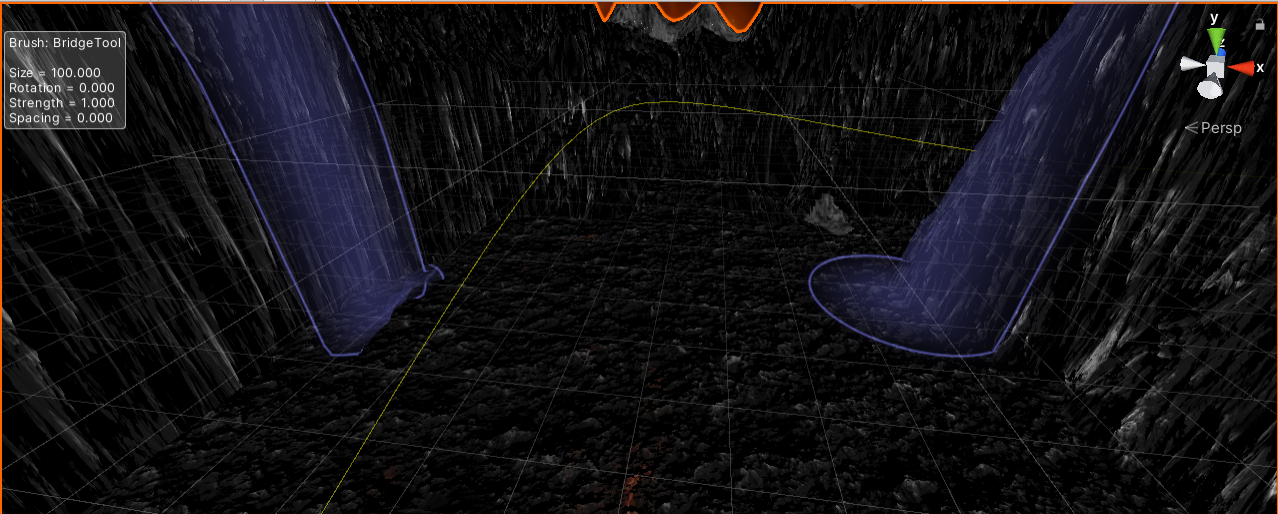 Brush: BridgeTool
Size = 100.000
Rotation = 0.000
Strength = 1.000
Spacing = 0.000
y
z
x
Persp